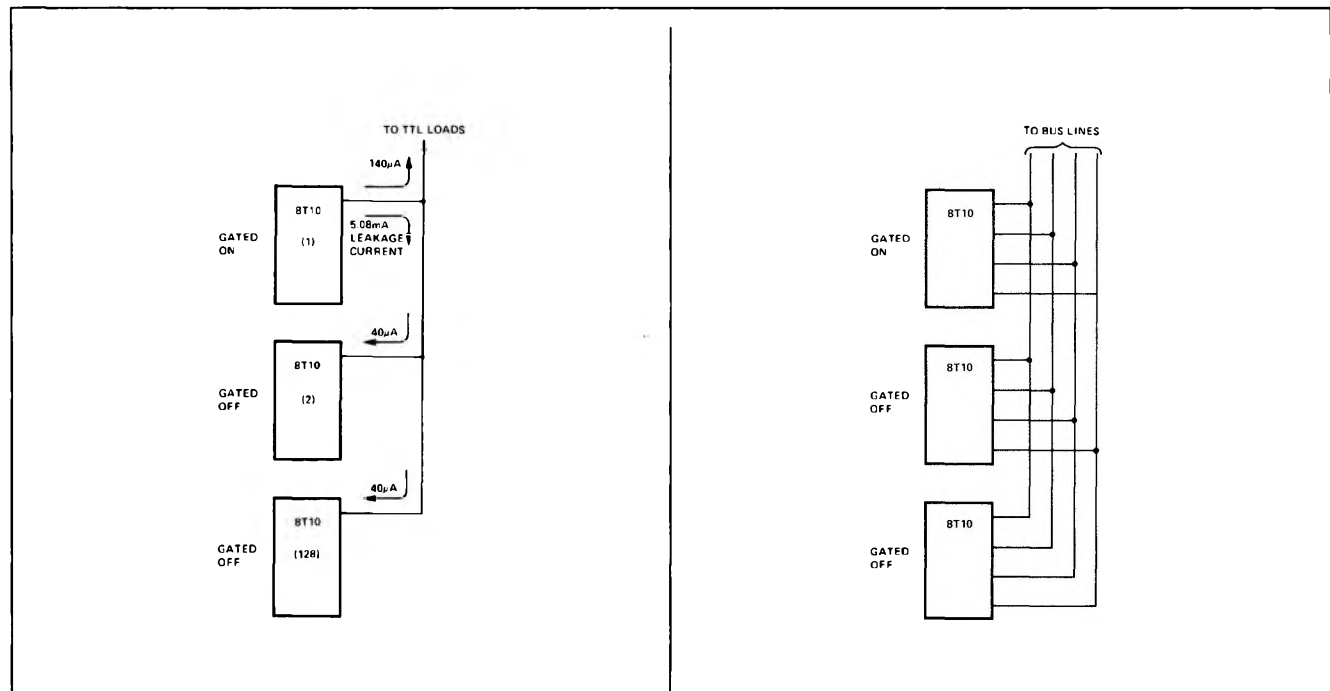 TO TTL LOADS
140µA
8T10
(1)
GATED
ON
5.08mA
LEAKAGE
CURRENT
40µA
8T10
(2)
GATED
OFF
40µA
8T10
(128)
GATED
OFF
TO BUS LINES
8T10
GATED
ON
8T10
GATED
OFF
8T10
GATED
OFF